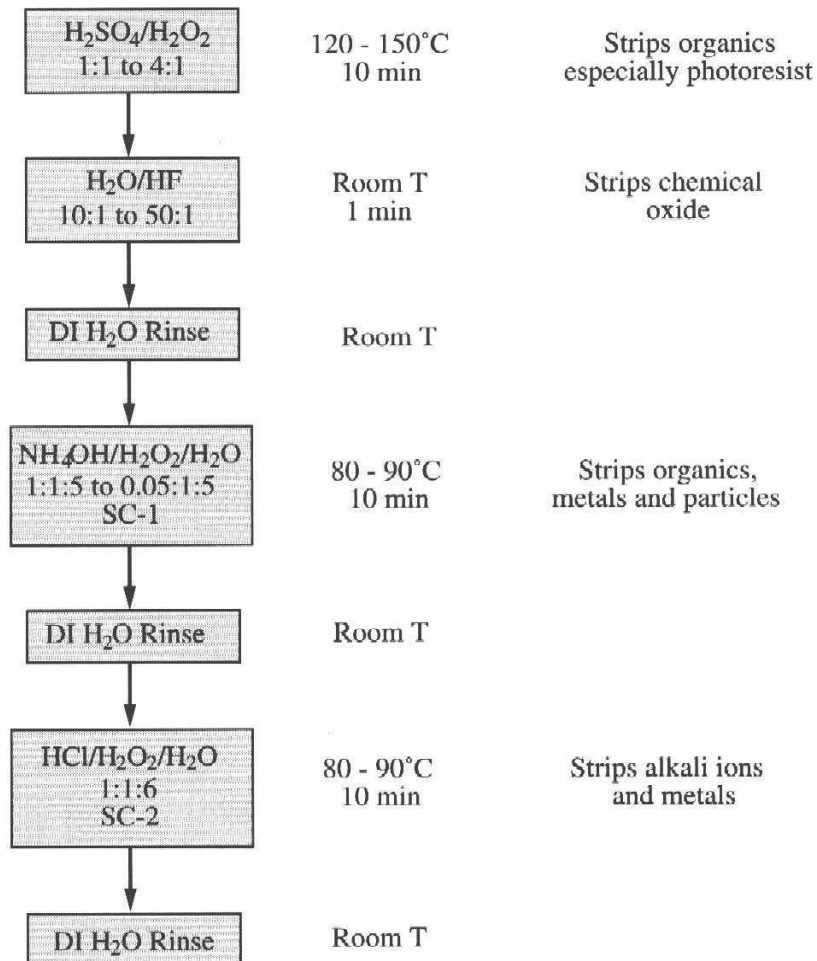 H₂SO₄/H₂O₂
1:1 to 4:1
120 - 150°C
10 min
Strips organics
especially photoresist
H₂O/HF
10:1 to 50:1
Room T
1 min
Strips chemical
oxide
DI H₂O Rinse
Room T
NH₄OH/H₂O₂/H₂O
1:1:5 to 0.05:1:5
SC-1
80 - 90°C
10 min
Strips organics,
metals and particles
DI H₂O Rinse
Room T
HCl/H₂O₂/H₂O
1:1:6
SC-2
80 - 90°C
10 min
Strips alkali ions
and metals
DI H₂O Rinse
Room T